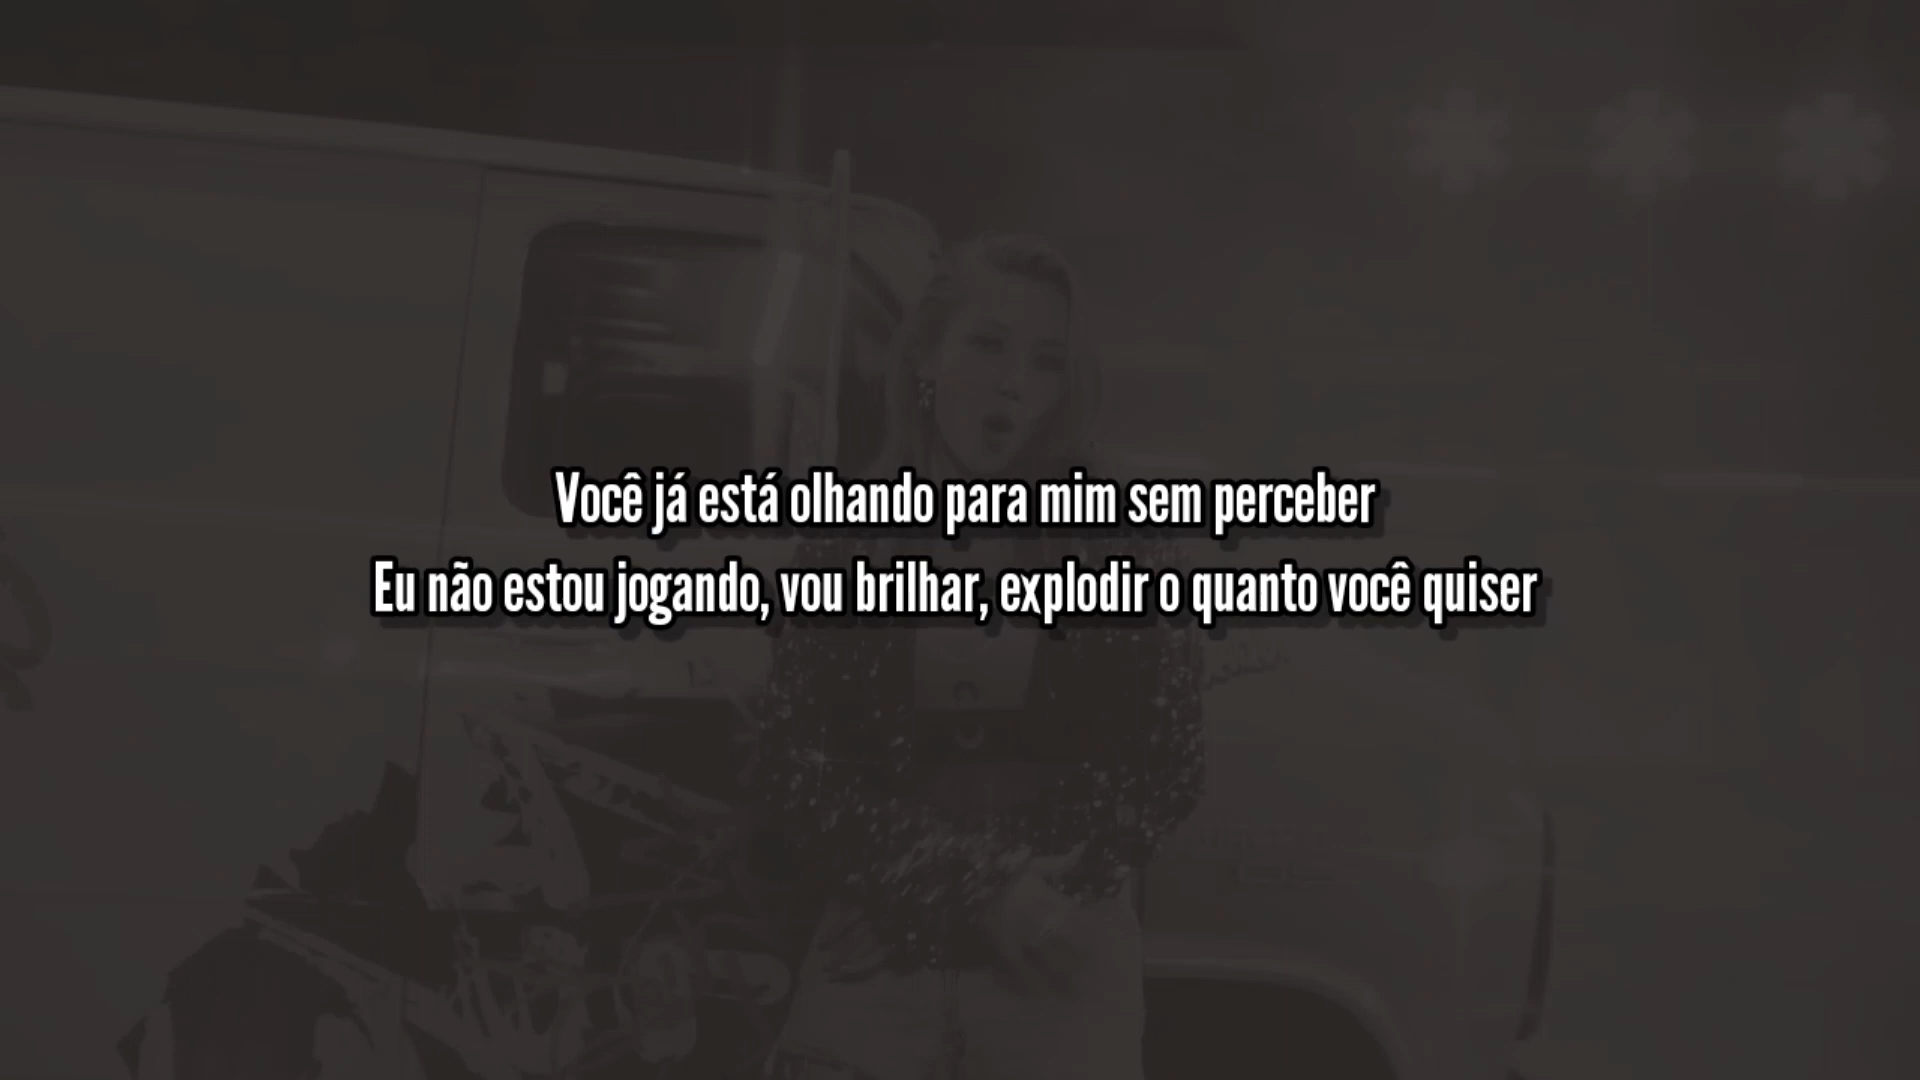 Você já está olhando para mim sem perceber
Eu não estou jogando, vou brilhar, explodir o quanto você quiser